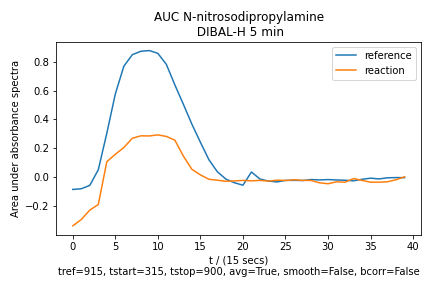 AUC N-nitrosodipropylamine
DIBAL-H 5 min
reference
reaction
Area under absorbance spectra
0.8
0.6
0.4
0.2
0.0
−0.2
0 5 10 15 20 25 30 35 40
t / (15 secs)
tref=915, tstart=315, tstop=900, avg=True, smooth=False, bcorr=False